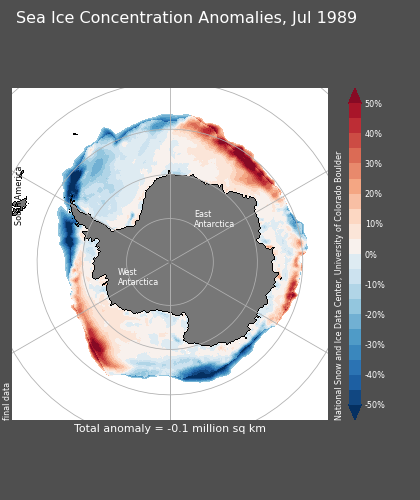 Sea Ice Concentration Anomalies, Jul 1989
South America
East
Antarctica
West
Antarctica
50%
40%
30%
20%
10%
0%
-10%
-20%
-30%
-40%
-50%
National Snow and Ice Data Center, University of Colorado Boulder
final data
Total anomaly = -0.1 million sq km